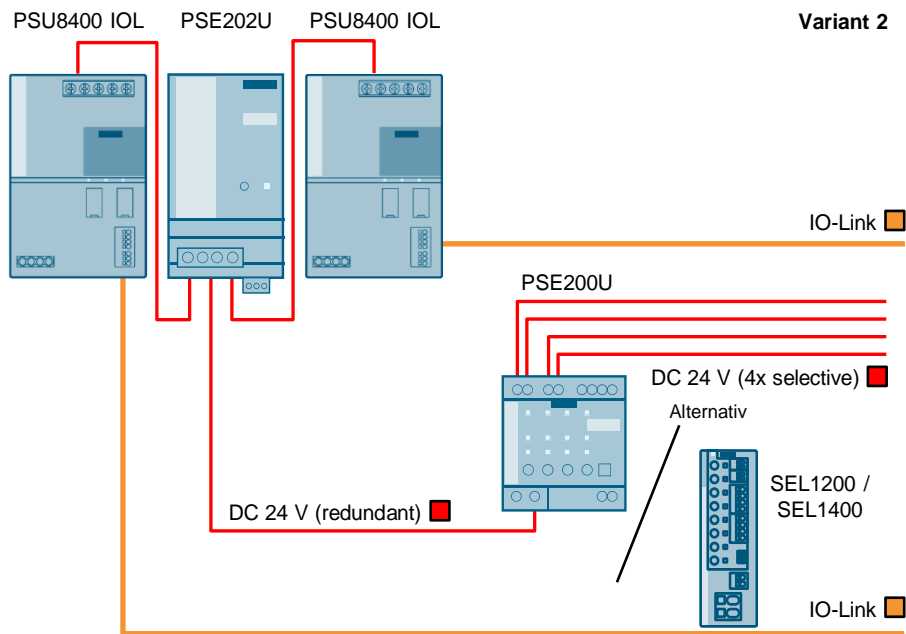 PSU8400 IOL
PSE202U
PSU8400 IOL
Variant 2
IO-Link
PSE200U
DC 24 V (4x selective)
Alternativ
SEL1200 /
SEL1400
DC 24 V (redundant)
IO-Link